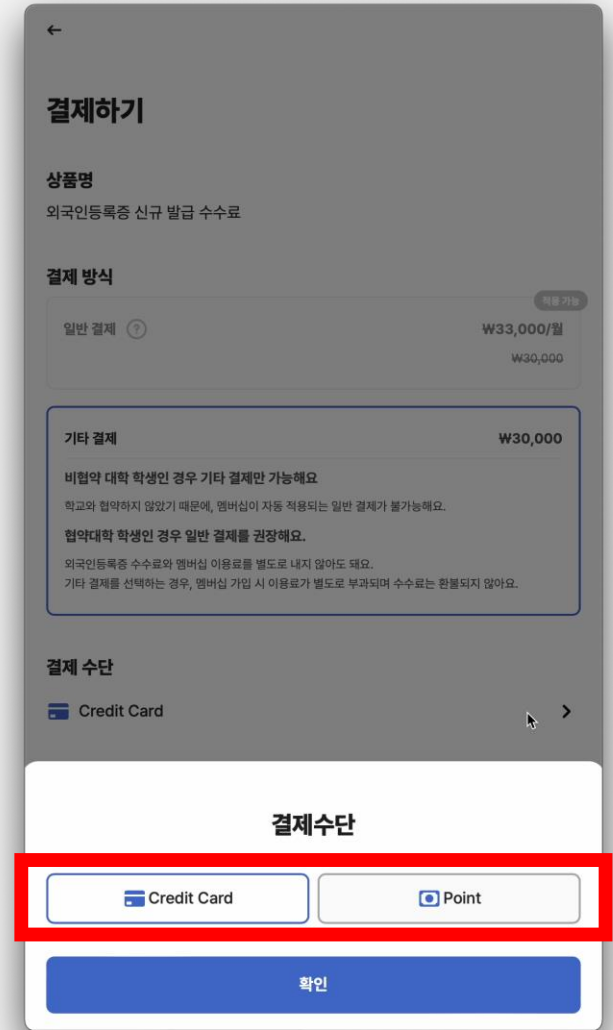 결제하기
상품명
외국인등록증 신규 발급 수수료
결제 방식
적용 가능
일반 결제 ?
₩33,000/월
₩30,000
기타 결제
₩30,000
비협약 대학 학생인 경우 기타 결제만 가능해요
학교와 협약하지 않았기 때문에, 멤버십이 자동 적용되는 일반 결제가 불가능해요.
협약대학 학생인 경우 일반 결제를 권장해요.
외국인등록증 수수료와 멤버십 이용료를 별도로 내지 않아도 돼요.
기타 결제를 선택하는 경우, 멤버십 가입 시 이용료가 별도로 부과되며 수수료는 환불되지 않아요.
결제 수단
Credit Card
결제수단
Credit Card
Point
확인